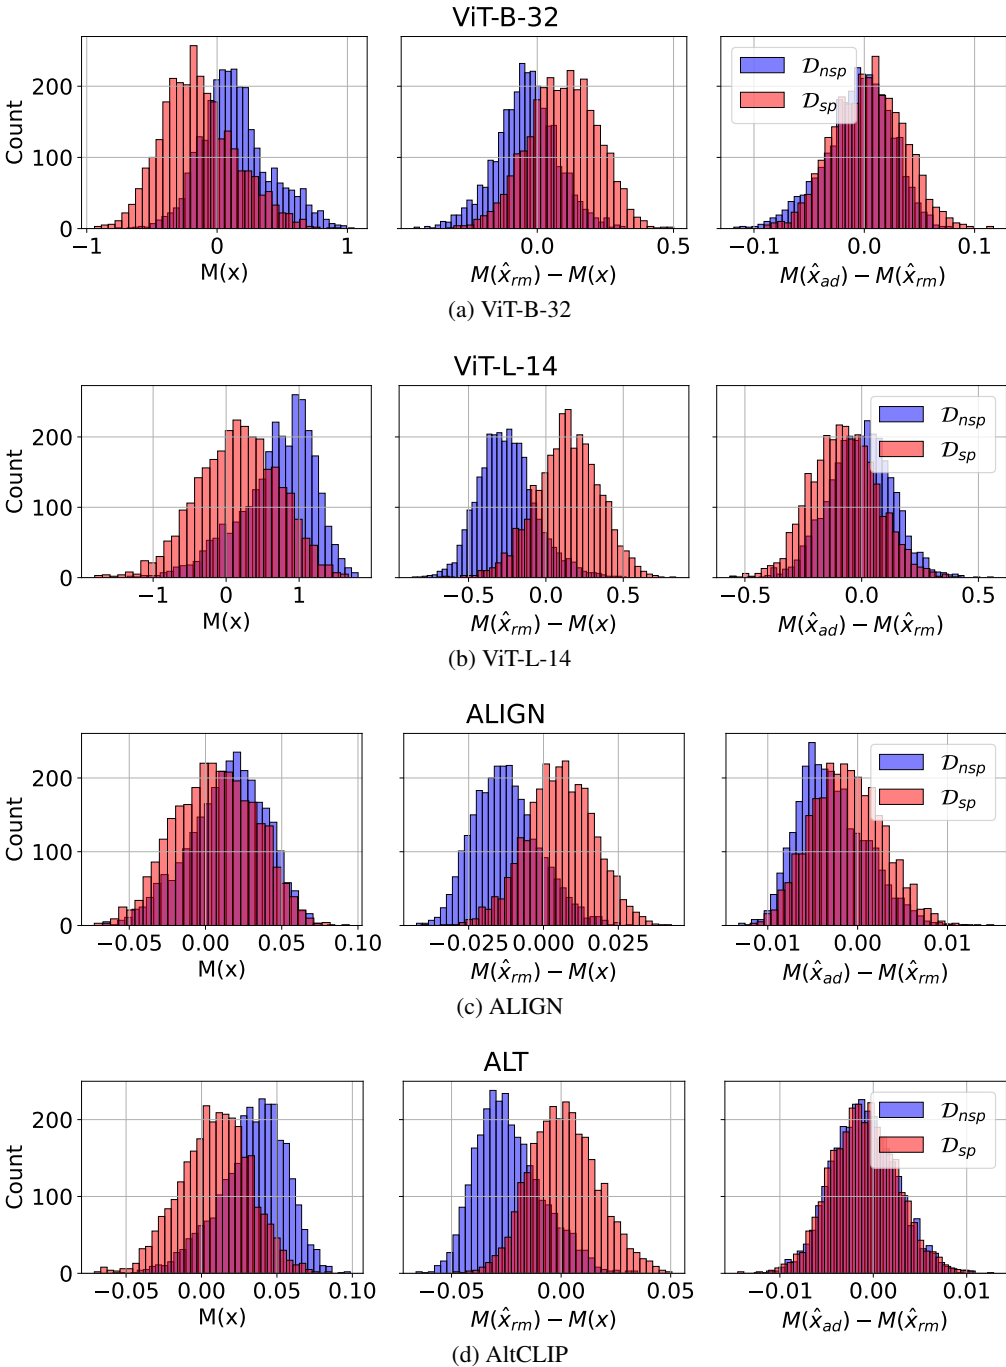 ViT-B-32
Count
200
100
0
−1 0 1
M(x)
0.0 0.5
M(x̂_rm) − M(x)
D_nsp
D_sp
−0.1 0.0 0.1
M(x̂_ad) − M(x̂_rm)
(a) ViT-B-32
ViT-L-14
Count
200
100
0
−1 0 1
M(x)
−0.5 0.0 0.5
M(x̂_rm) − M(x)
D_nsp
D_sp
−0.5 0.0 0.5
M(x̂_ad) − M(x̂_rm)
(b) ViT-L-14
ALIGN
Count
200
100
0
−0.05 0.00 0.05 0.10
M(x)
−0.025 0.000 0.025
M(x̂_rm) − M(x)
D_nsp
D_sp
−0.01 0.00 0.01
M(x̂_ad) − M(x̂_rm)
(c) ALIGN
ALT
Count
200
100
0
−0.05 0.00 0.05 0.10
M(x)
−0.05 0.00 0.05
M(x̂_rm) − M(x)
D_nsp
D_sp
−0.01 0.00 0.01
M(x̂_ad) − M(x̂_rm)
(d) AltCLIP